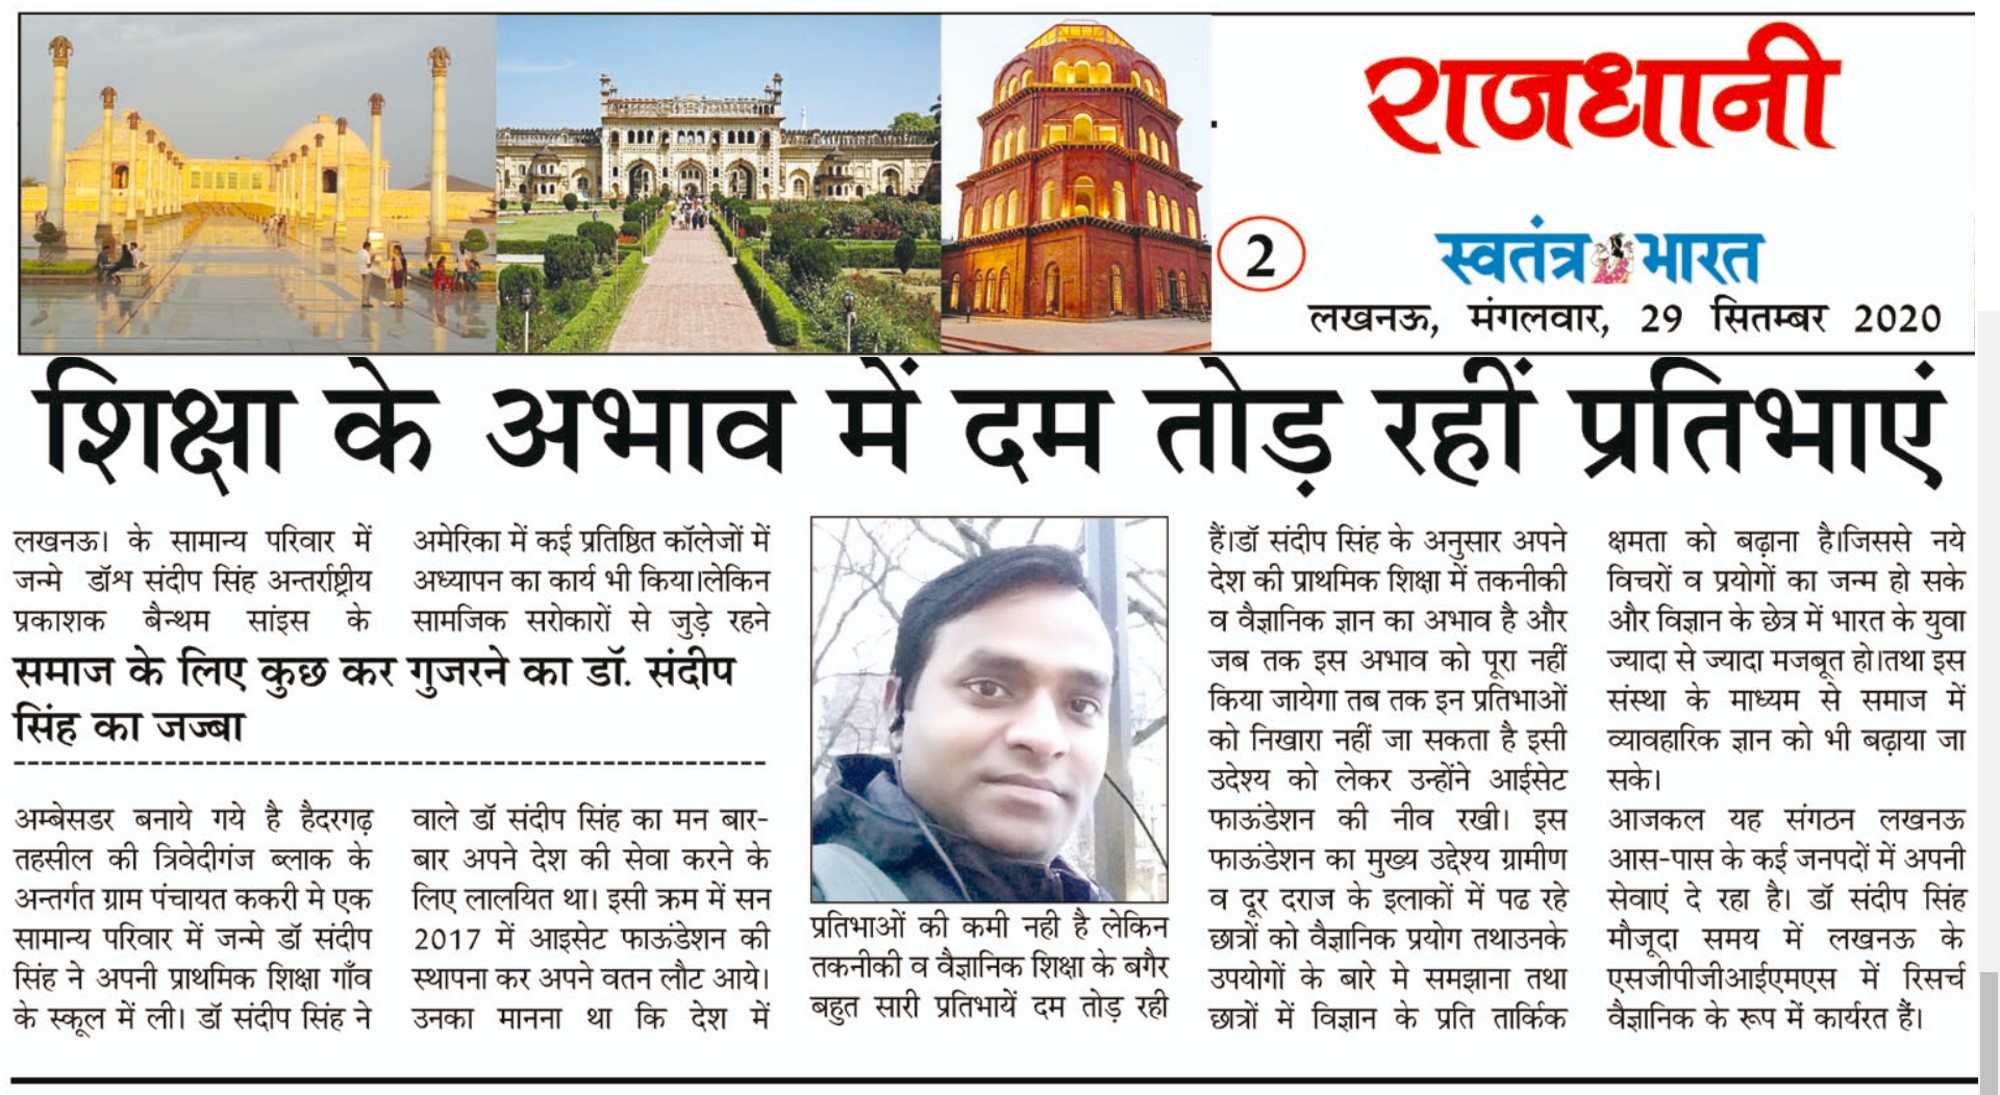 राजधानी
2
स्वतंत्र भारत
लखनऊ, मंगलवार, 29 सितम्बर 2020
शिक्षा के अभाव में दम तोड़ रहीं प्रतिभाएं
लखनऊ। के सामान्य परिवार में
जन्मे डॉश संदीप सिंह अन्तर्राष्ट्रीय
प्रकाशक बैन्थम सांइस के
समाज के लिए कुछ कर गुजरने का डॉ. संदीप
सिंह का जज्बा
अम्बेसडर बनाये गये है हैदरगढ़
तहसील की त्रिवेदीगंज ब्लाक के
अन्तर्गत ग्राम पंचायत ककरी मे एक
सामान्य परिवार में जन्मे डॉ संदीप
सिंह ने अपनी प्राथमिक शिक्षा गाँव
के स्कूल में ली। डॉ संदीप सिंह ने
अमेरिका में कई प्रतिष्ठित कॉलेजों में
अध्यापन का कार्य भी किया।लेकिन
सामजिक सरोकारों से जुड़े रहने
वाले डॉ संदीप सिंह का मन बार-
बार अपने देश की सेवा करने के
लिए लालयित था। इसी क्रम में सन
2017 में आइसेट फाऊंडेशन की
स्थापना कर अपने वतन लौट आये।
उनका मानना था कि देश में
प्रतिभाओं की कमी नही है लेकिन
तकनीकी व वैज्ञानिक शिक्षा के बगैर
बहुत सारी प्रतिभायें दम तोड़ रही
हैं।डॉ संदीप सिंह के अनुसार अपने
देश की प्राथमिक शिक्षा में तकनीकी
व वैज्ञानिक ज्ञान का अभाव है और
जब तक इस अभाव को पूरा नहीं
किया जायेगा तब तक इन प्रतिभाओं
को निखारा नहीं जा सकता है इसी
उदेश्य को लेकर उन्होंने आईसेट
फाऊंडेशन की नीव रखी। इस
फाऊंडेशन का मुख्य उद्देश्य ग्रामीण
व दूर दराज के इलाकों में पढ रहे
छात्रों को वैज्ञानिक प्रयोग तथाउनके
उपयोगों के बारे मे समझाना तथा
छात्रों में विज्ञान के प्रति तार्किक
क्षमता को बढ़ाना है।जिससे नये
विचरों व प्रयोगों का जन्म हो सके
और विज्ञान के छेत्र में भारत के युवा
ज्यादा से ज्यादा मजबूत हो।तथा इस
संस्था के माध्यम से समाज में
व्यावहारिक ज्ञान को भी बढ़ाया जा
सके।
आजकल यह संगठन लखनऊ
आस-पास के कई जनपदों में अपनी
सेवाएं दे रहा है। डॉ संदीप सिंह
मौजूदा समय में लखनऊ के
एसजीपीजीआईएमएस में रिसर्च
वैज्ञानिक के रूप में कार्यरत हैं।